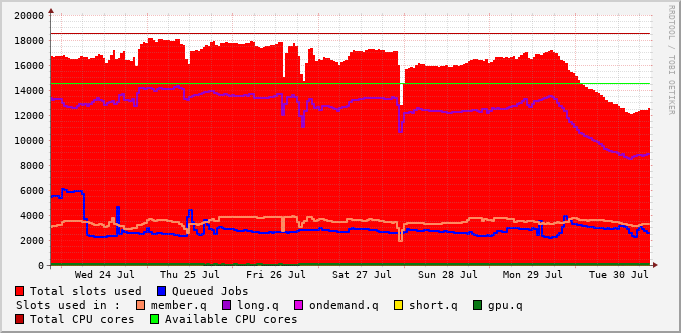 20000
18000
16000
14000
12000
10000
8000
6000
4000
2000
0
Wed 24 Jul Thu 25 Jul Fri 26 Jul Sat 27 Jul Sun 28 Jul Mon 29 Jul Tue 30 Jul
Total slots used Queued Jobs
Slots used in : member.q long.q ondemand.q short.q gpu.q
Total CPU cores Available CPU cores
RRDTOOL / TOBI OETIKER